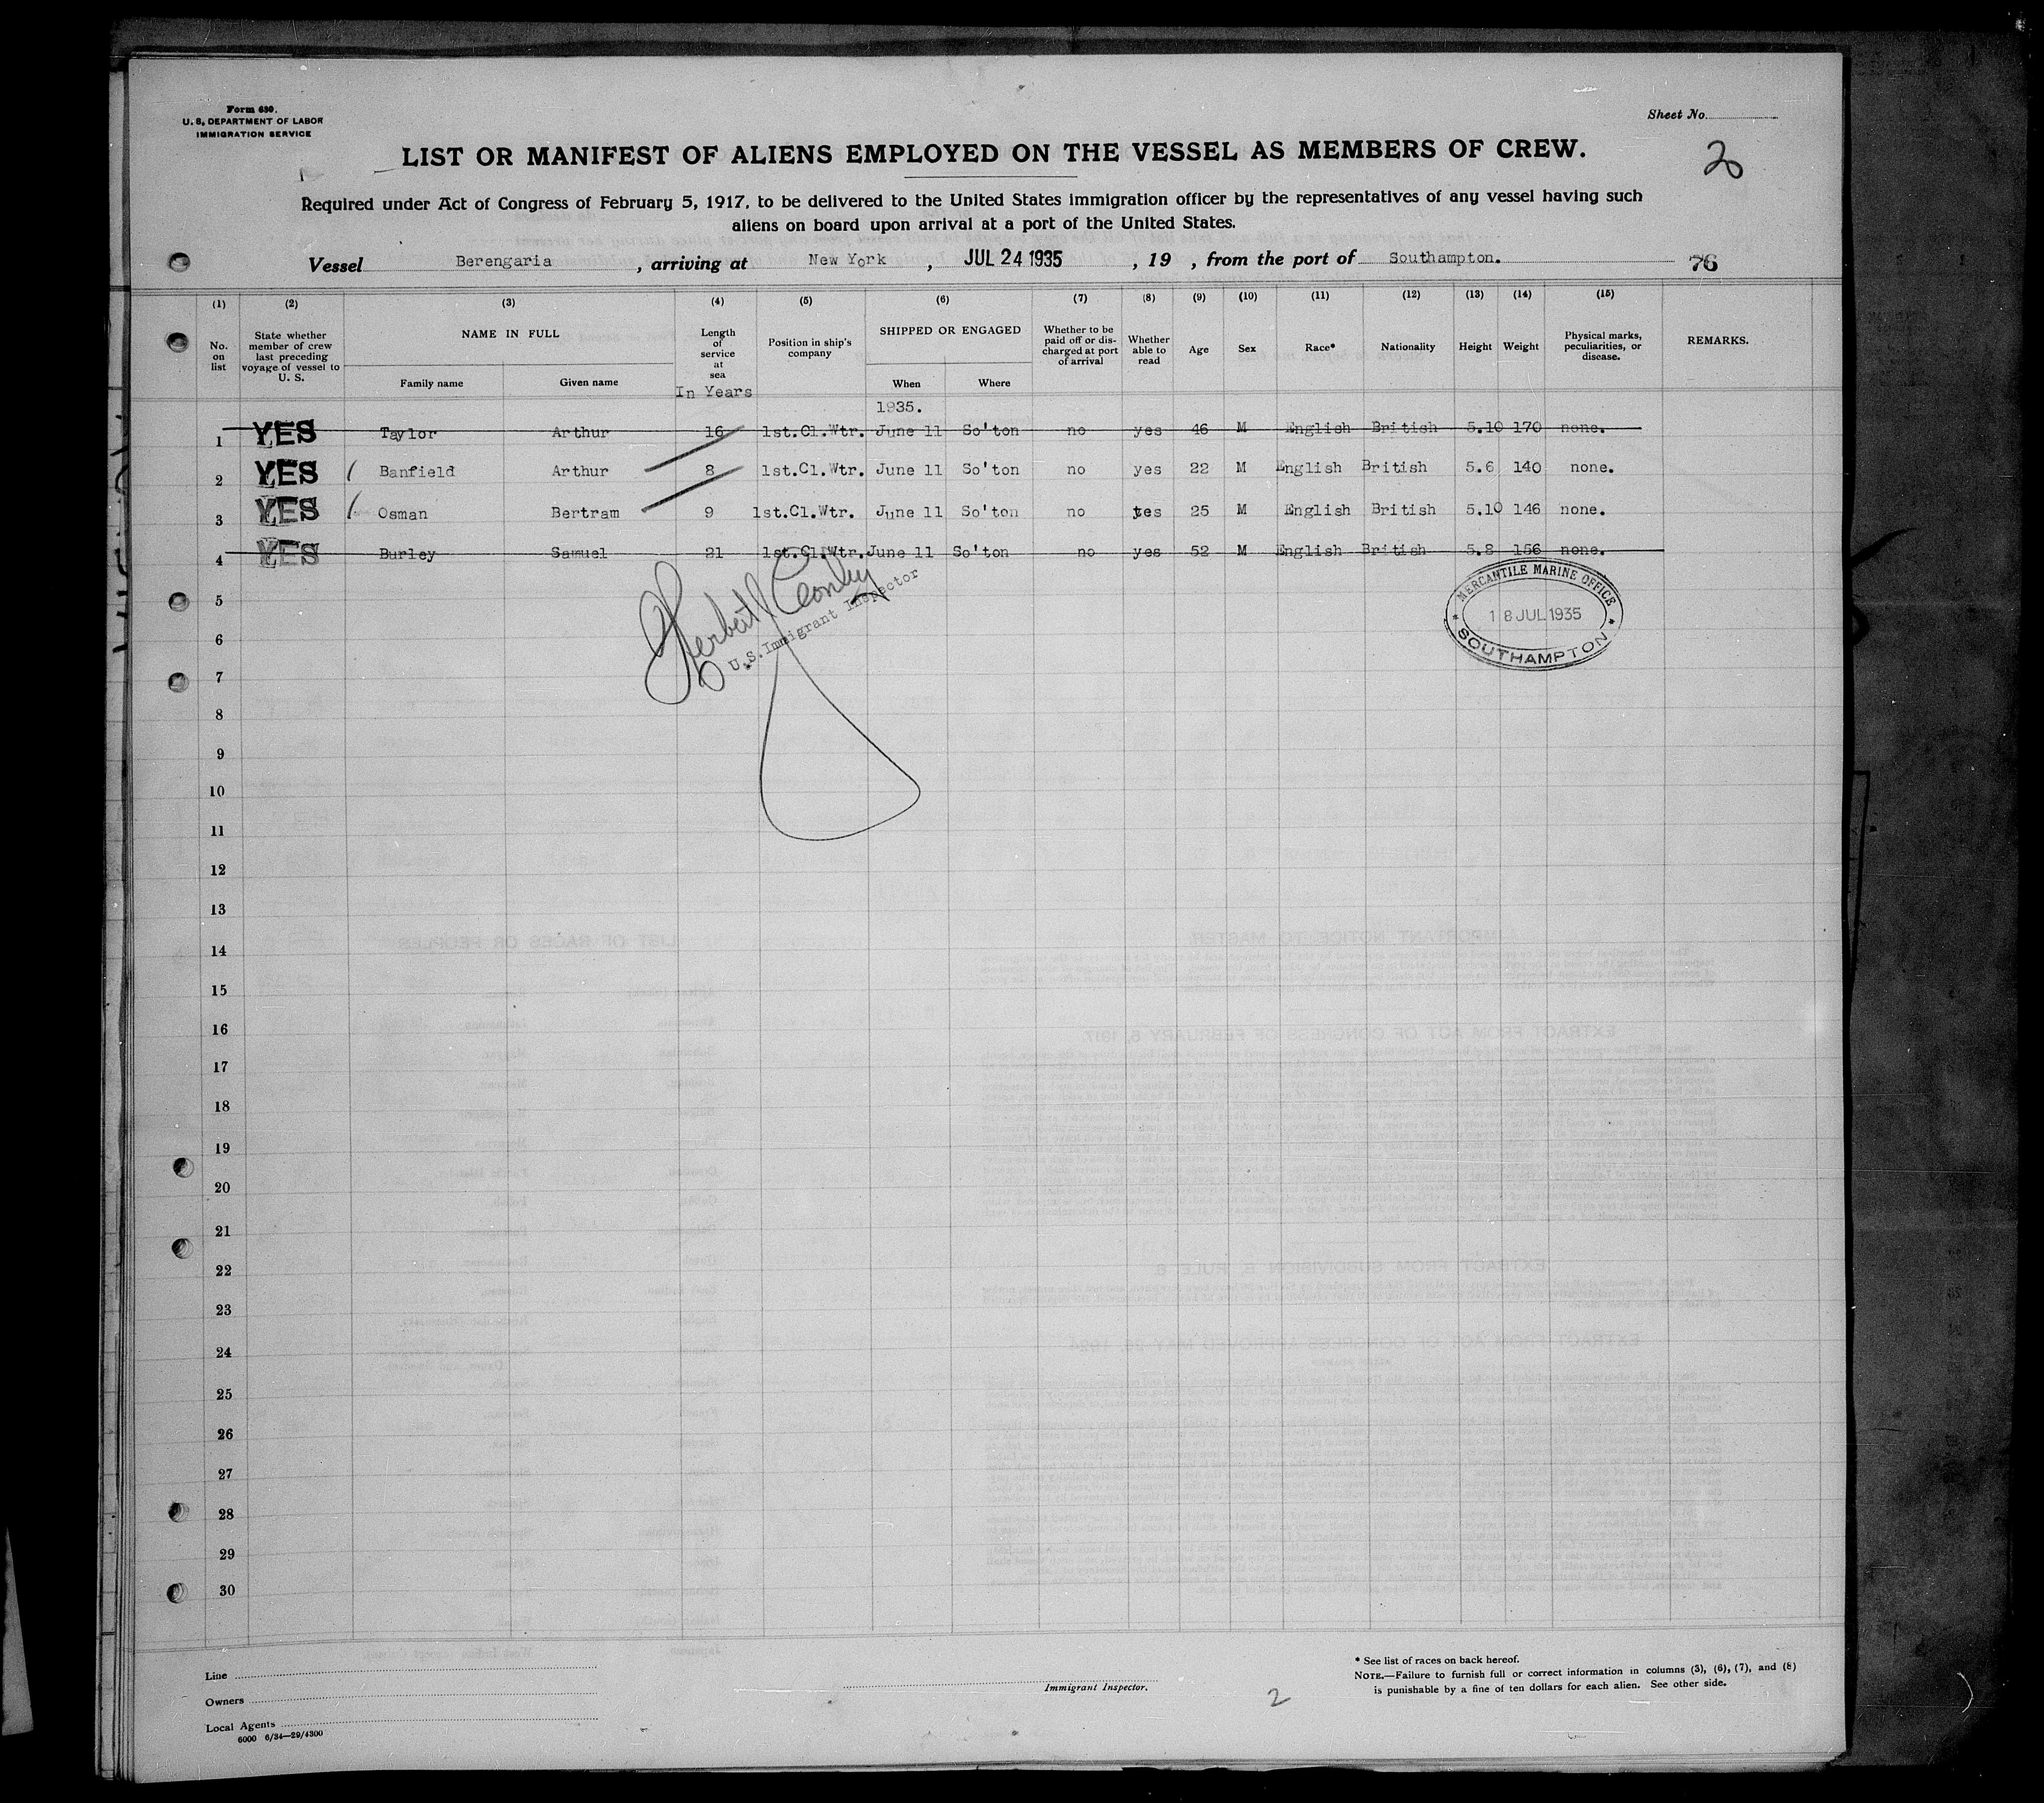 Form 630.
U. S. DEPARTMENT OF LABOR
IMMIGRATION SERVICE
Sheet No.
LIST OR MANIFEST OF ALIENS EMPLOYED ON THE VESSEL AS MEMBERS OF CREW.
Required under Act of Congress of February 5, 1917, to be delivered to the United States immigration officer by the representatives of any vessel having such
aliens on board upon arrival at a port of the United States.
Vessel Berengaria, arriving at New York, JUL 24 1935, 19 , from the port of Southampton. 76
(1) (2) (3) (4) (5) (6) (7) (8) (9) (10) (11) (12) (13) (14) (15)
No. on list State whether member of crew last preceding voyage of vessel to U. S. NAME IN FULL Family name Given name Length of service at sea In Years Position in ship's company SHIPPED OR ENGAGED When Where Whether to be paid off or discharged at port of arrival Whether able to read Age Sex Race* Nationality Height Weight Physical marks, peculiarities, or disease. REMARKS.
1935.
1 YES Taylor Arthur 16 1st.Cl.Wtr. June 11 So'ton no yes 46 M English British 5.10 170 none.
2 YES Banfield Arthur 8 1st.Cl.Wtr. June 11 So'ton no yes 22 M English British 5.6 140 none.
3 YES Osman Bertram 9 1st.Cl.Wtr. June 11 So'ton no yes 25 M English British 5.10 146 none.
4 YES Burley Samuel 21 1st.Cl.Wtr. June 11 So'ton no yes 52 M English British 5.8 156 none.
Herbert
U.S. Immigrant Inspector
MERCANTILE MARINE OFFICE
18 JUL 1935
SOUTHAMPTON
5
6
7
8
9
10
11
12
13
14
15
16
17
18
19
20
21
22
23
24
25
26
27
28
29
30
Line
Owners
Local Agents
6000 6/34—29/4300
Immigrant Inspector.
2
* See list of races on back hereof.
NOTE.—Failure to furnish full or correct information in columns (3), (6), (7), and (8)
is punishable by a fine of ten dollars for each alien. See other side.